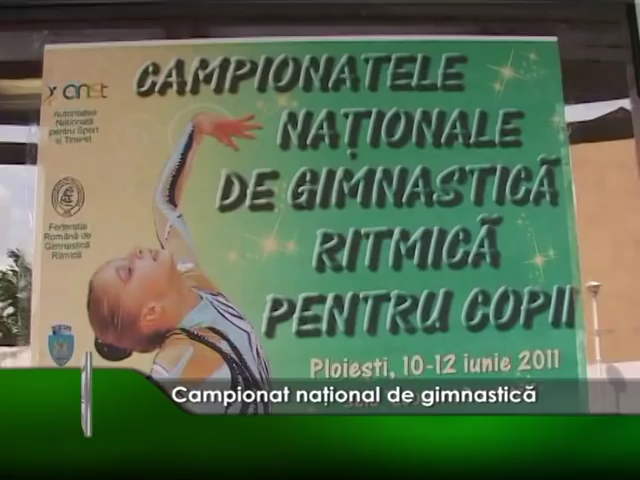 CAMPIONATELE
NAȚIONALE
DE GIMNASTICĂ
RITMICĂ
PENTRU COPII
anst
Autoritatea
Națională
pentru Sport
și Tineret
Federația
Română de
Gimnastică
Ritmică
Ploiești, 10-12 iunie 2011
Campionat național de gimnastică